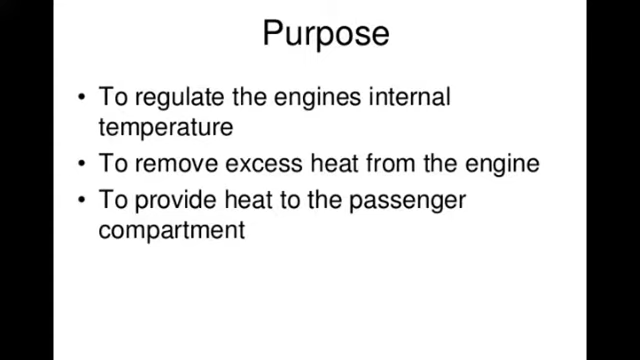 Purpose
• To regulate the engines internal
temperature
• To remove excess heat from the engine
• To provide heat to the passenger
compartment